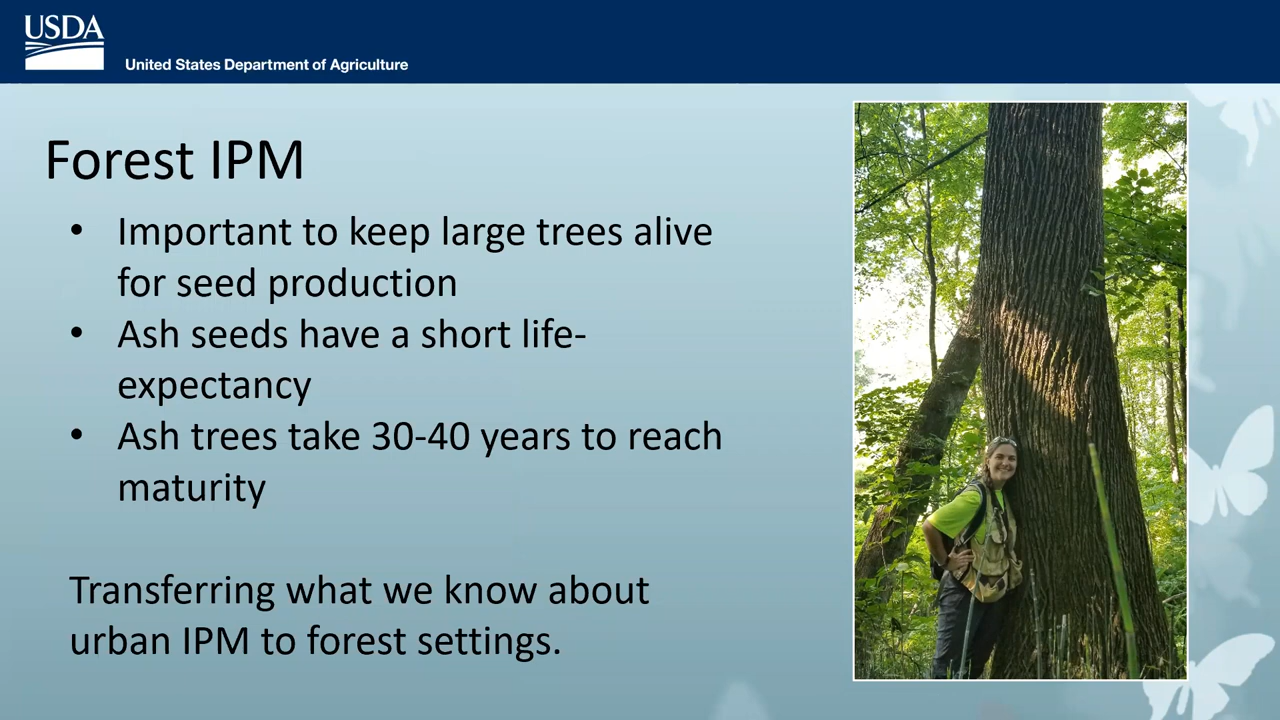 USDA
United States Department of Agriculture
Forest IPM
• Important to keep large trees alive
for seed production
• Ash seeds have a short life-
expectancy
• Ash trees take 30-40 years to reach
maturity
Transferring what we know about
urban IPM to forest settings.